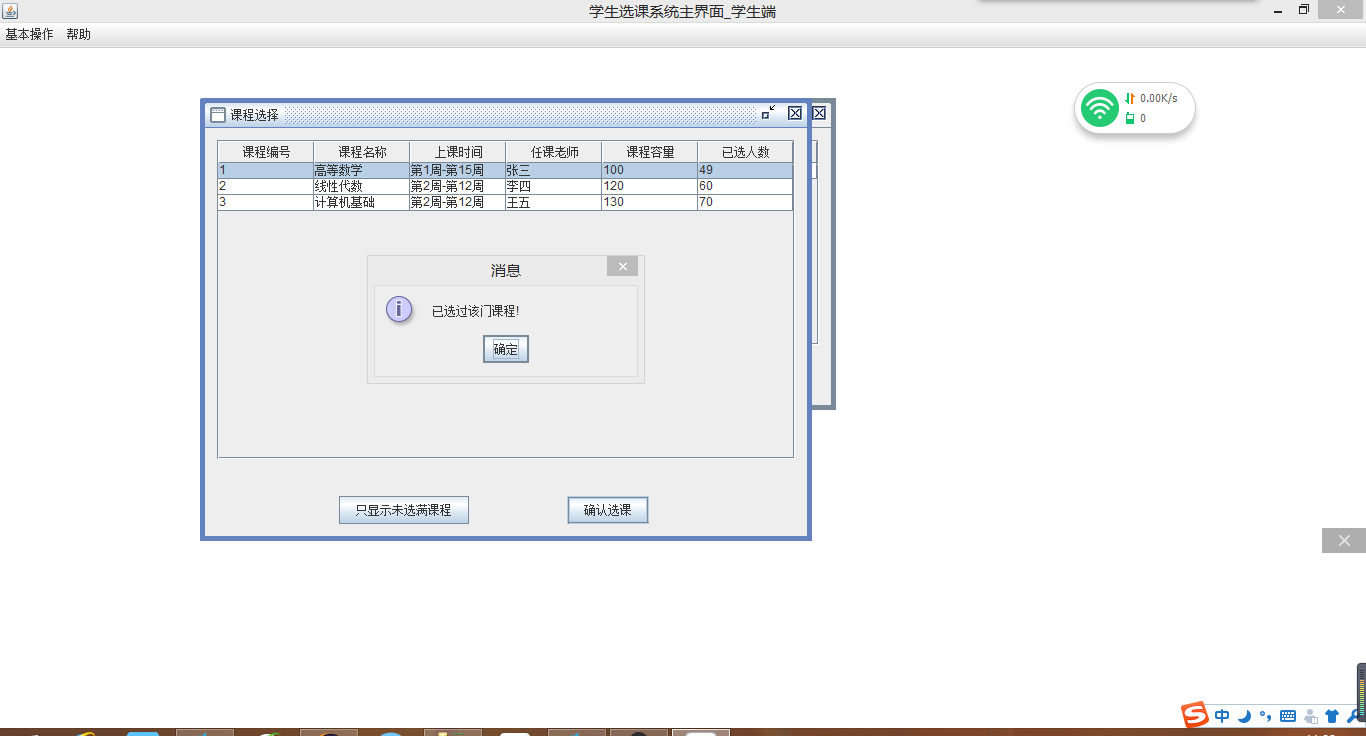 学生选课系统主界面_学生端
基本操作 帮助
0.00K/s
0
课程选择
课程编号 课程名称 上课时间 任课老师 课程容量 已选人数
1 高等数学 第1周-第15周 张三 100 49
2 线性代数 第2周-第12周 李四 120 60
3 计算机基础 第2周-第12周 王五 130 70
消息
已选过该门课程!
确定
只显示未选满课程 确认选课
中